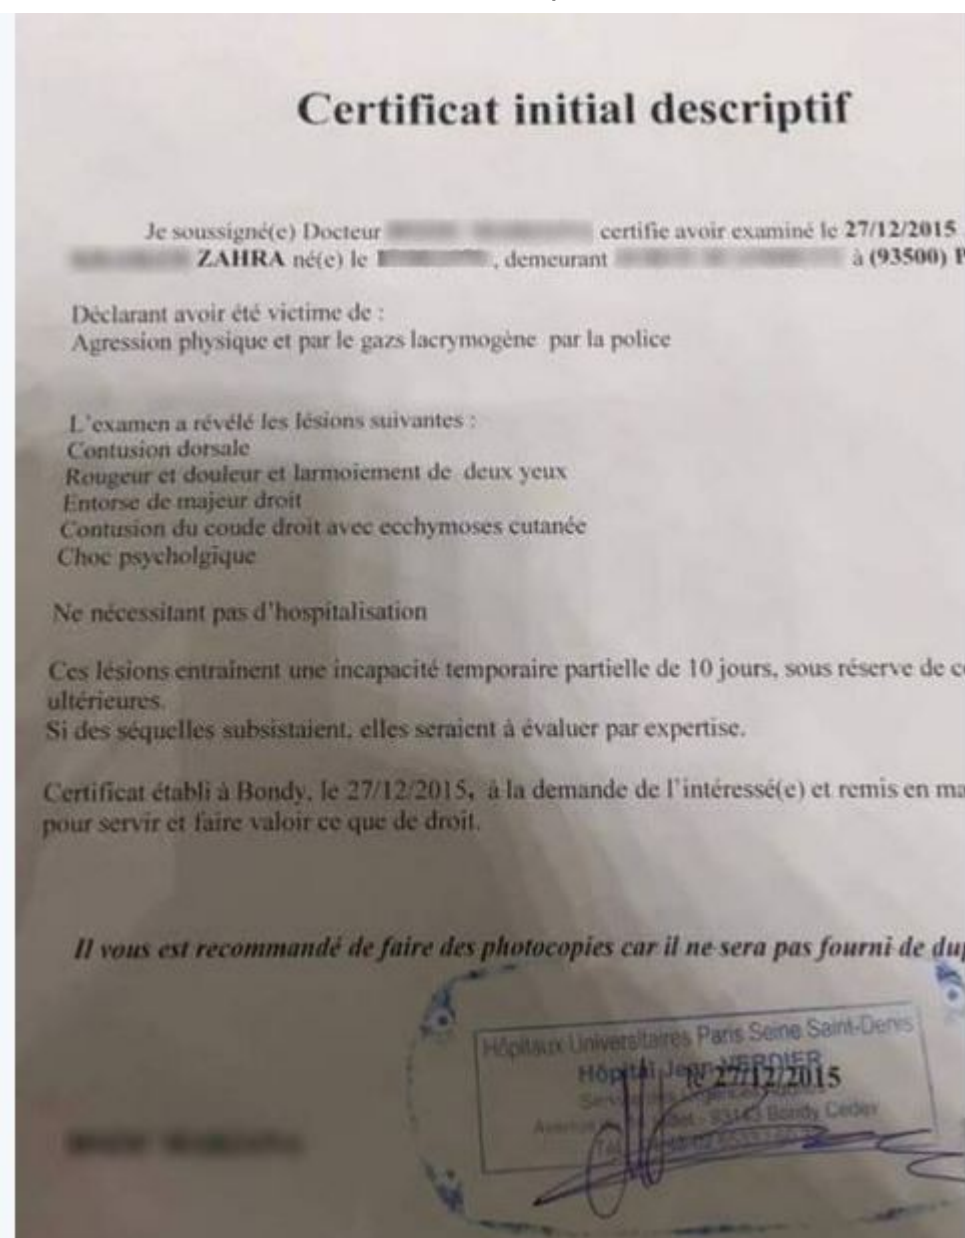 Certificat initial descriptif
Je soussigné(e) Docteur certifie avoir examiné le 27/12/2015
ZAHRA né(e) le , demeurant à (93500) P
Déclarant avoir été victime de :
Agression physique et par le gazs lacrymogène par la police
L'examen a révélé les lésions suivantes :
Contusion dorsale
Rougeur et douleur et larmoiement de deux yeux
Entorse de majeur droit
Contusion du coude droit avec ecchymoses cutanée
Choc psycholgique
Ne nécessitant pas d'hospitalisation
Ces lésions entraînent une incapacité temporaire partielle de 10 jours, sous réserve de c
ultérieures.
Si des séquelles subsistaient, elles seraient à évaluer par expertise.
Certificat établi à Bondy, le 27/12/2015, à la demande de l'intéressé(e) et remis en ma
pour servir et faire valoir ce que de droit.
Il vous est recommandé de faire des photocopies car il ne sera pas fourni de dup
Hôpitaux Universitaires Paris Seine Saint-Denis
Hôpital Jean VERDIER
le 27/12/2015
93143 Bondy Cedex